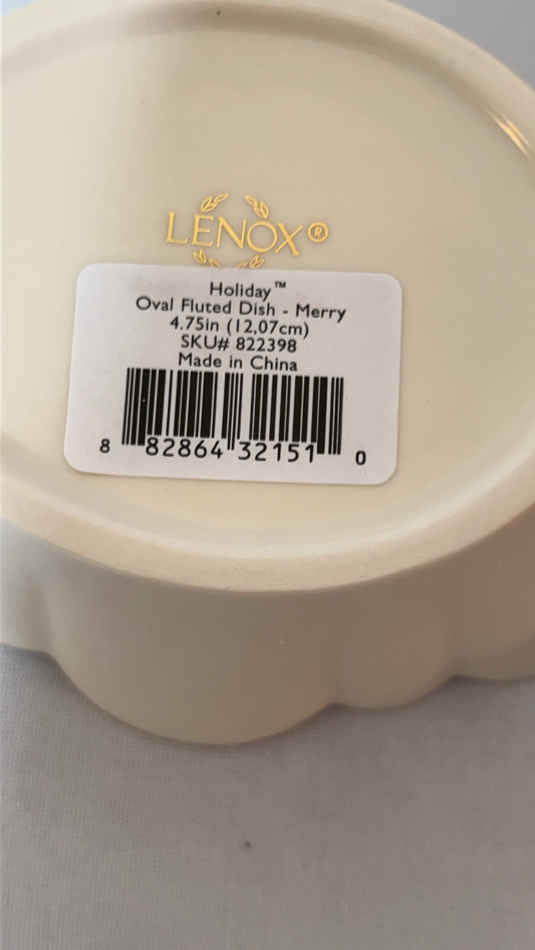 LENOX®
Holiday™
Oval Fluted Dish - Merry
4.75in (12,07cm)
SKU# 822398
Made in China
8 82864 32151 0